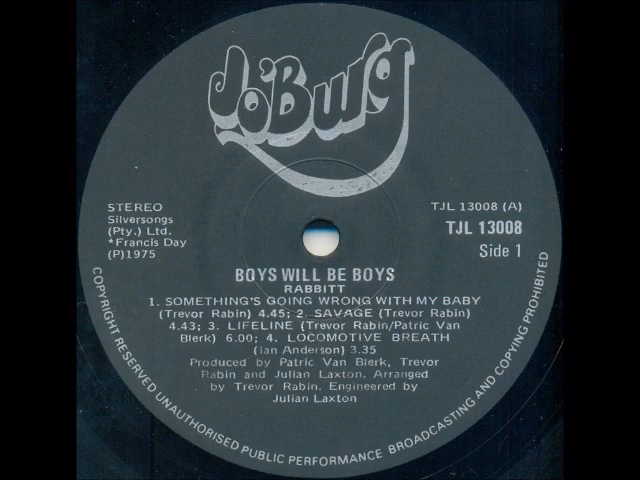 Jo'Burg
STEREO
Silversongs
(Pty.) Ltd.
*Francis Day
(P)1975
TJL 13008 (A)
TJL 13008
Side 1
BOYS WILL BE BOYS
RABBITT
1. SOMETHING'S GOING WRONG WITH MY BABY
(Trevor Rabin) 4.45; 2. SAVAGE (Trevor Rabin)
4.43; 3. LIFELINE (Trevor Rabin/Patric Van
Blerk) 6.00; 4. LOCOMOTIVE BREATH
(Ian Anderson) 3.35
Produced by Patric Van Blerk, Trevor
Rabin and Julian Laxton. Arranged
by Trevor Rabin. Engineered by
Julian Laxton
COPYRIGHT RESERVED UNAUTHORISED PUBLIC PERFORMANCE BROADCASTING AND COPYING PROHIBITED